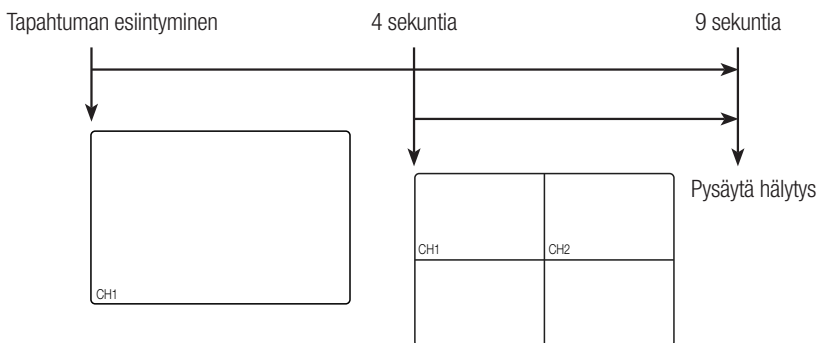 Tapahtuman esiintyminen
4 sekuntia
9 sekuntia
Pysäytä hälytys
CH1
CH2
CH1